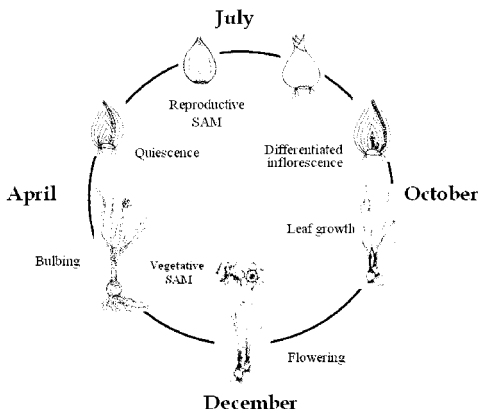 July
Reproductive
SAM
Quiescence
Differentiated
inflorescence
April
October
Leaf growth
Bulbing
Vegetative
SAM
Flowering
December